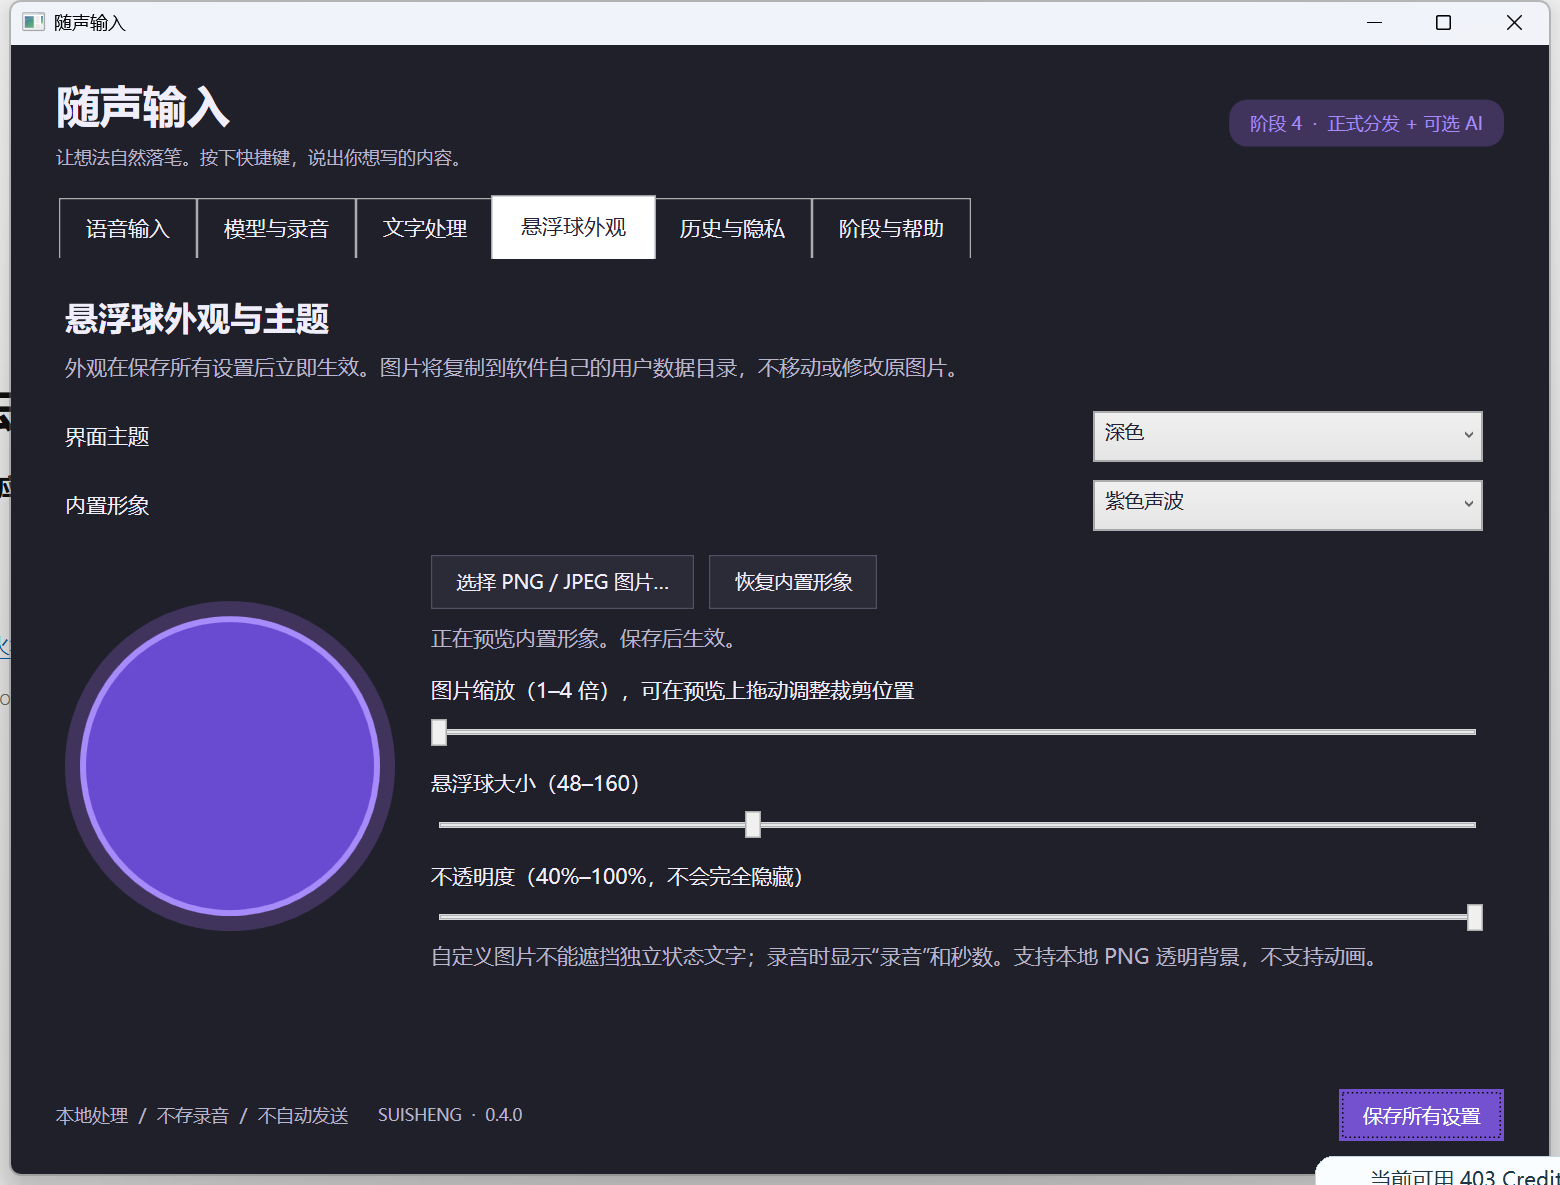 随声输入
随声输入
阶段 4 · 正式分发 + 可选 AI
让想法自然落笔。按下快捷键，说出你想写的内容。
语音输入 模型与录音 文字处理 悬浮球外观 历史与隐私 阶段与帮助
悬浮球外观与主题
外观在保存所有设置后立即生效。图片将复制到软件自己的用户数据目录，不移动或修改原图片。
界面主题 深色
内置形象 紫色声波
选择 PNG / JPEG 图片... 恢复内置形象
正在预览内置形象。保存后生效。
图片缩放（1–4 倍），可在预览上拖动调整裁剪位置
悬浮球大小（48–160）
不透明度（40%–100%，不会完全隐藏）
自定义图片不能遮挡独立状态文字；录音时显示“录音”和秒数。支持本地 PNG 透明背景，不支持动画。
本地处理 / 不存录音 / 不自动发送 SUISHENG · 0.4.0
保存所有设置
当前可用 403 Credit